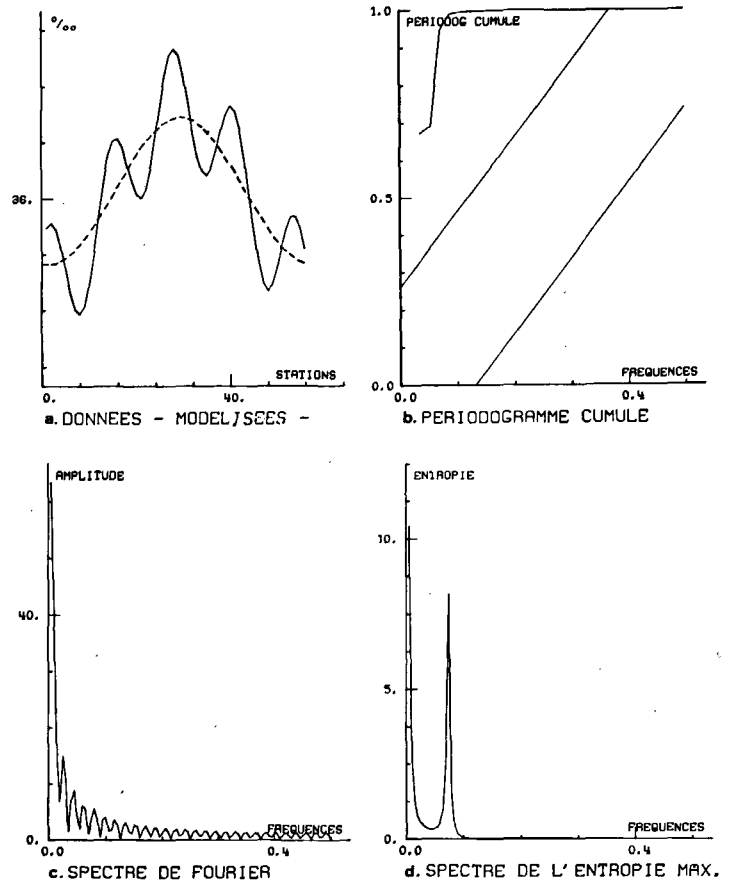 ‰
36.
STATIONS
0.
40.
a. DONNEES - MODELISEES -
1.0
PERIODOG CUMULE
0.5
0.0
FREQUENCES
0.
0.4
b. PERIODOGRAMME CUMULE
AMPLITUDE
40.
0.
FREQUENCES
0.0
0.4
c. SPECTRE DE FOURIER
ENTROPIE
10.
5.
0.
FREQUENCES
0.0
0.4
d. SPECTRE DE L'ENTROPIE MAX.